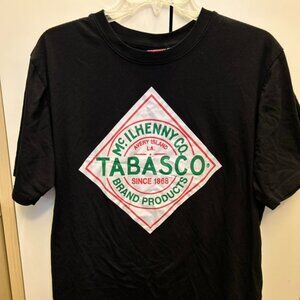 McILHENNY CO.
AVERY ISLAND
LA.
TABASCO®
SINCE 1868
BRAND PRODUCTS